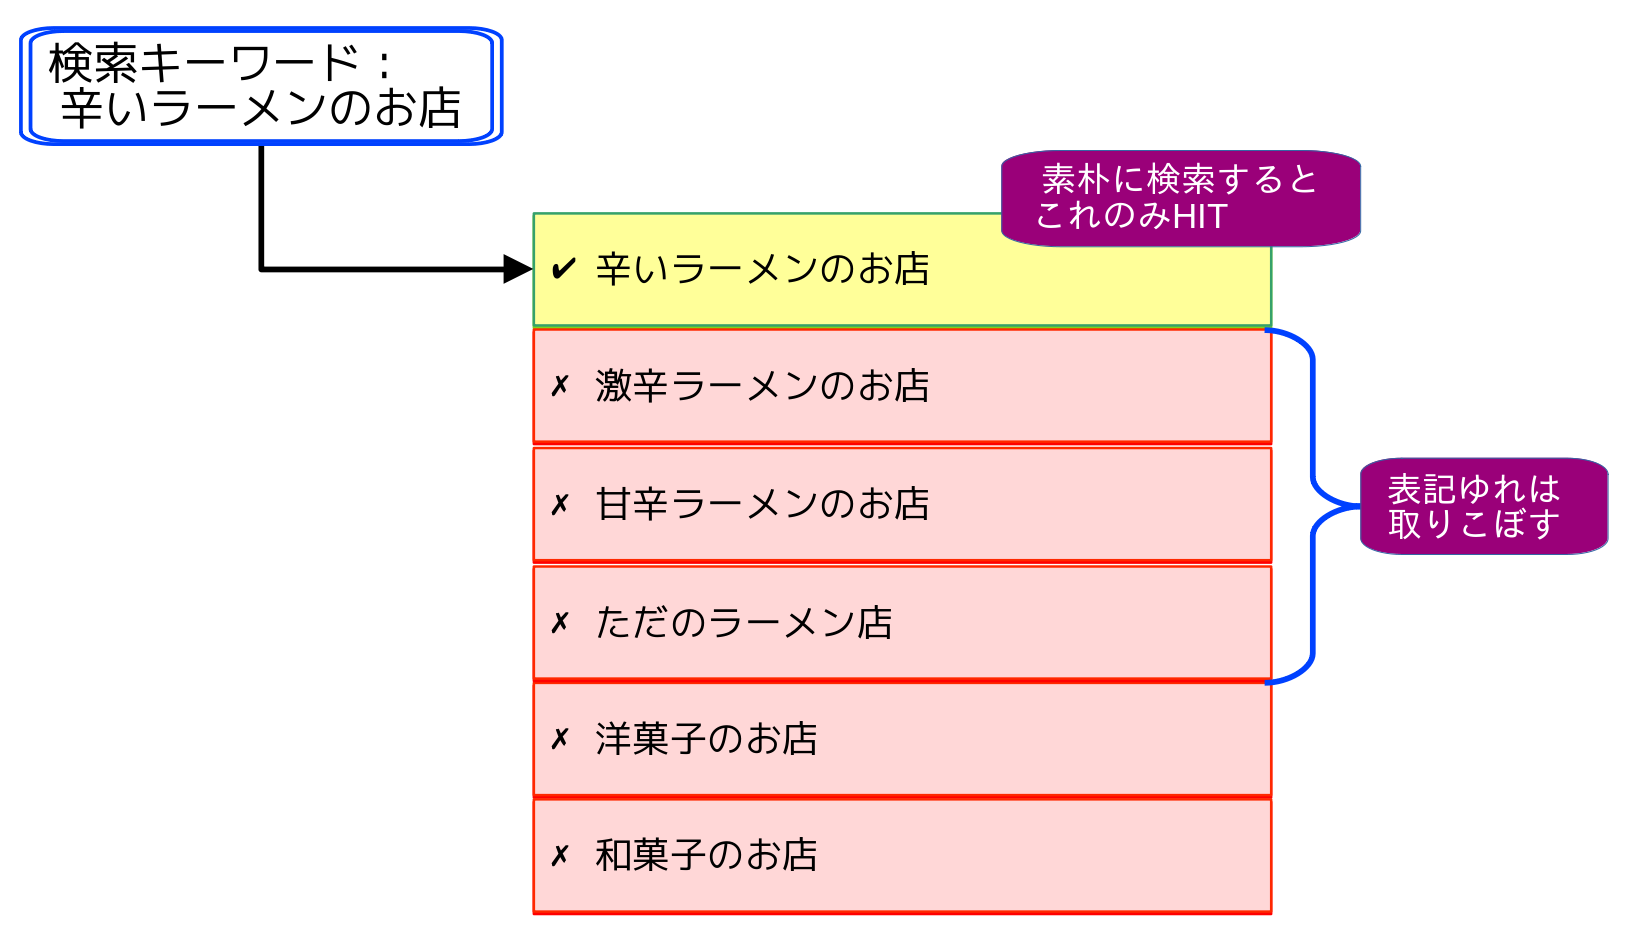 検索キーワード：
辛いラーメンのお店
素朴に検索すると
これのみHIT
✔ 辛いラーメンのお店
✗ 激辛ラーメンのお店
✗ 甘辛ラーメンのお店
表記ゆれは
取りこぼす
✗ ただのラーメン店
✗ 洋菓子のお店
✗ 和菓子のお店